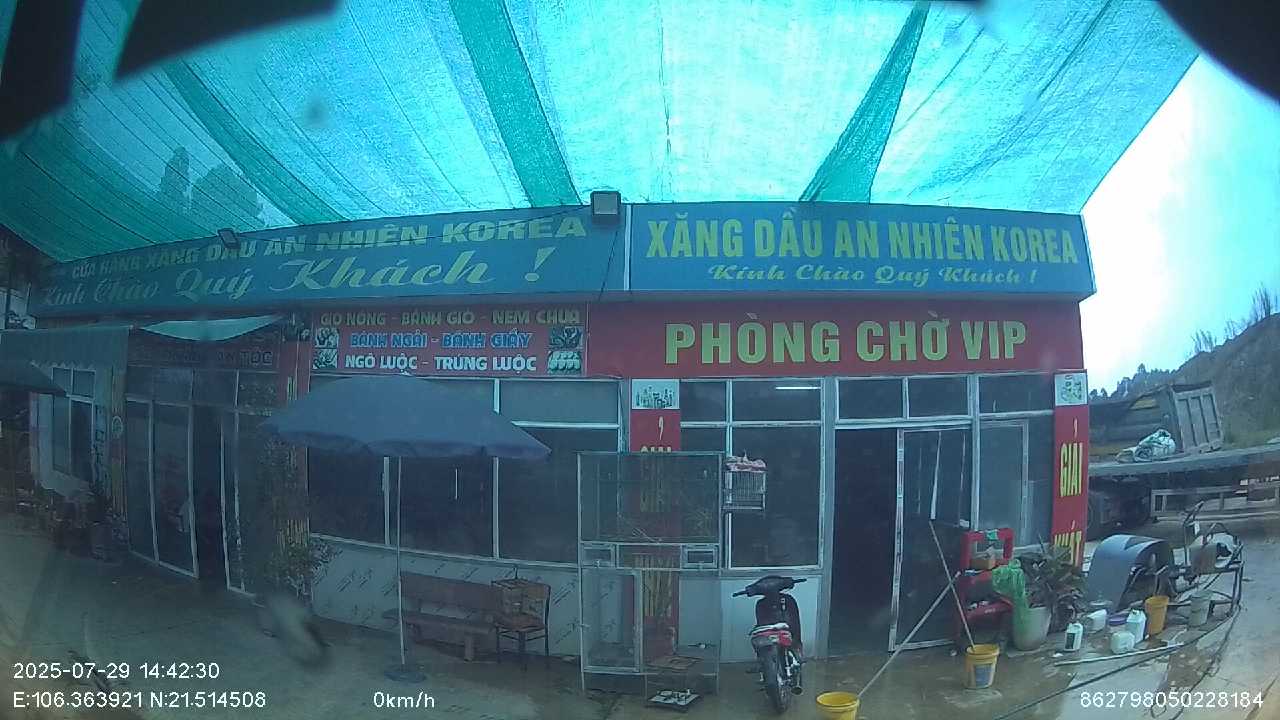 CỬA HÀNG XĂNG DẦU AN NHIÊN KOREA
Kính Chào Quý Khách !
XĂNG DẦU AN NHIÊN KOREA
Kính Chào Quý Khách !
GIÒ NÓNG - BÁNH GIÒ - NEM CHUA
BÁNH NGẢI - BÁNH GIẦY
NGÔ LUỘC - TRỨNG LUỘC
PHÒNG CHỜ VIP
GIẢI
KHÁT
2025-07-29 14:42:30
E:106.363921 N:21.514508
0km/h
862798050228184